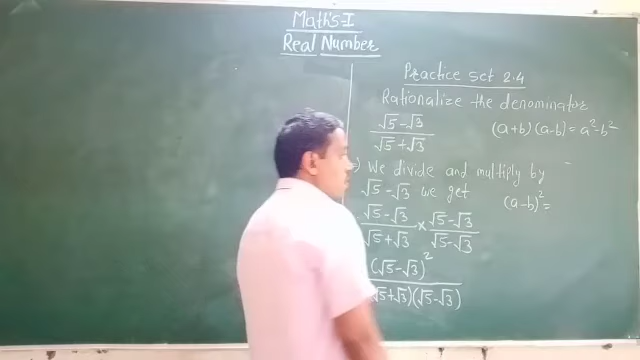 Math's-I
Real Number
Practice set 2.4
Rationalize the denominator
√5-√3
√5+√3
(a+b)(a-b)=a²-b²
We divide and multiply by
√5-√3 we get
(a-b)²=
√5-√3 × √5-√3
√5+√3 √5-√3
(√5-√3)²
√5+√3)(√5-√3)